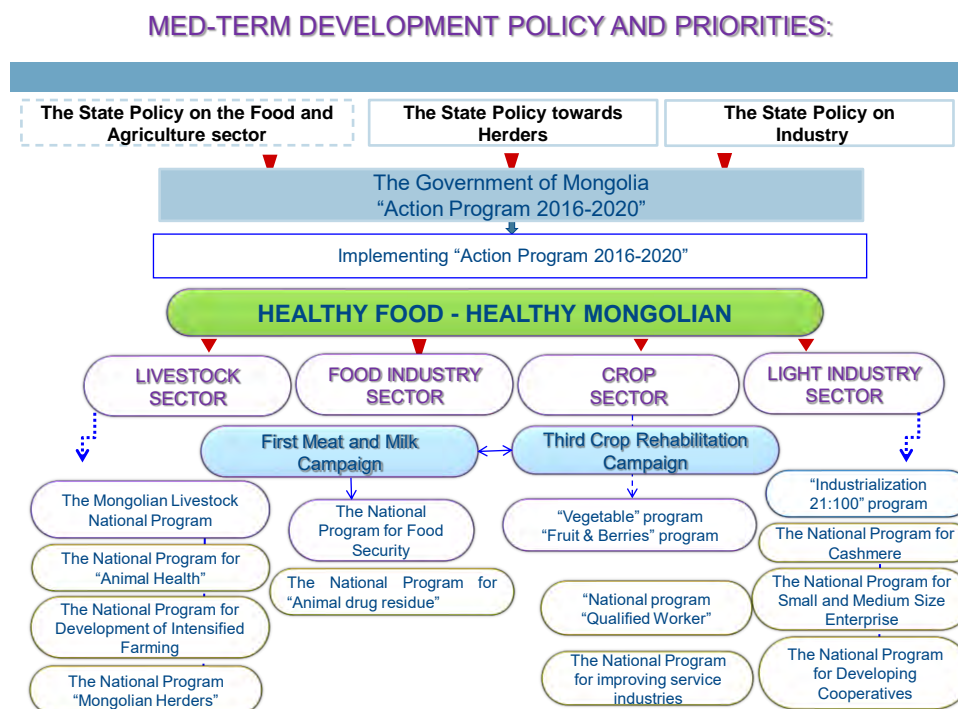 MED-TERM DEVELOPMENT POLICY AND PRIORITIES:
The State Policy on the Food and
Agriculture sector
The State Policy towards
Herders
The State Policy on
Industry
The Government of Mongolia
“Action Program 2016-2020”
Implementing “Action Program 2016-2020”
HEALTHY FOOD - HEALTHY MONGOLIAN
LIVESTOCK
SECTOR
FOOD INDUSTRY
SECTOR
CROP
SECTOR
LIGHT INDUSTRY
SECTOR
First Meat and Milk
Campaign
Third Crop Rehabilitation
Campaign
The Mongolian Livestock
National Program
The National Program for
“Animal Health”
The National Program for
Development of Intensified
Farming
The National Program
“Mongolian Herders”
The National
Program for Food
Security
The National Program for
“Animal drug residue”
“Vegetable” program
“Fruit & Berries” program
“National program
“Qualified Worker”
The National Program
for improving service
industries
“Industrialization
21:100” program
The National Program for
Cashmere
The National Program for
Small and Medium Size
Enterprise
The National Program
for Developing
Cooperatives